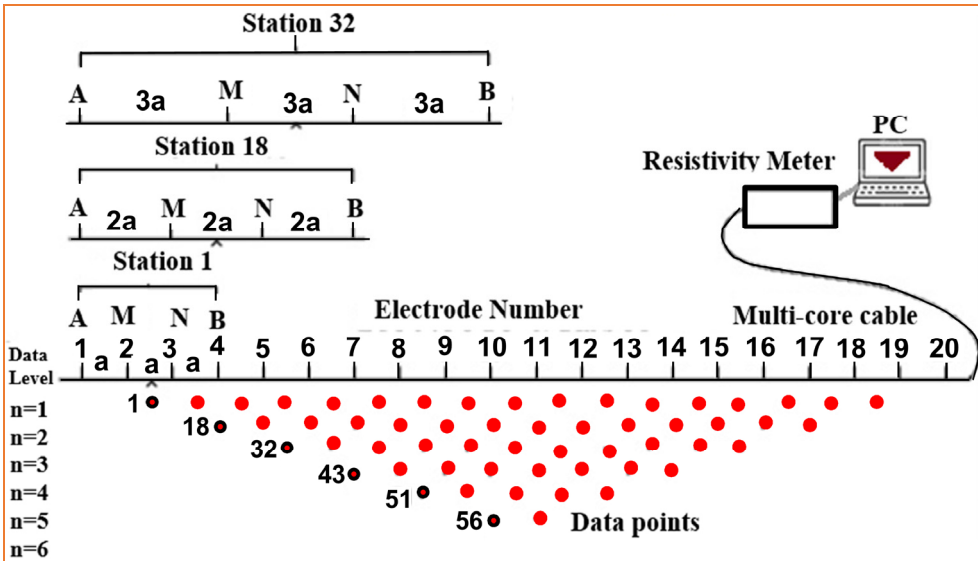 Station 32
A 3a M 3a N 3a B
Station 18
A 2a M 2a N 2a B
Station 1
A M N B
PC
Resistivity Meter
Electrode Number
Multi-core cable
Data
Level
1 2 3 4 5 6 7 8 9 10 11 12 13 14 15 16 17 18 19 20
a a a
n=1
1
n=2
18
n=3
32
n=4
43
n=5
51
n=6
56
Data points